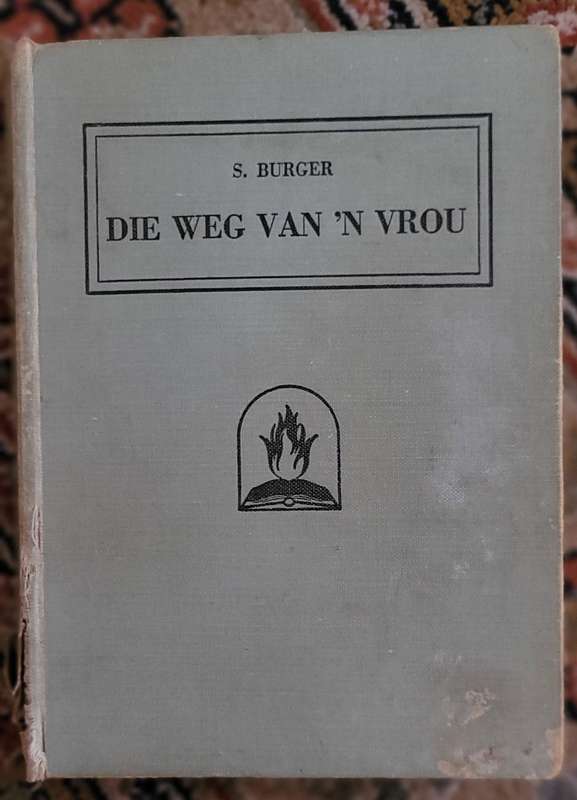 S. BURGER
DIE WEG VAN ’N VROU